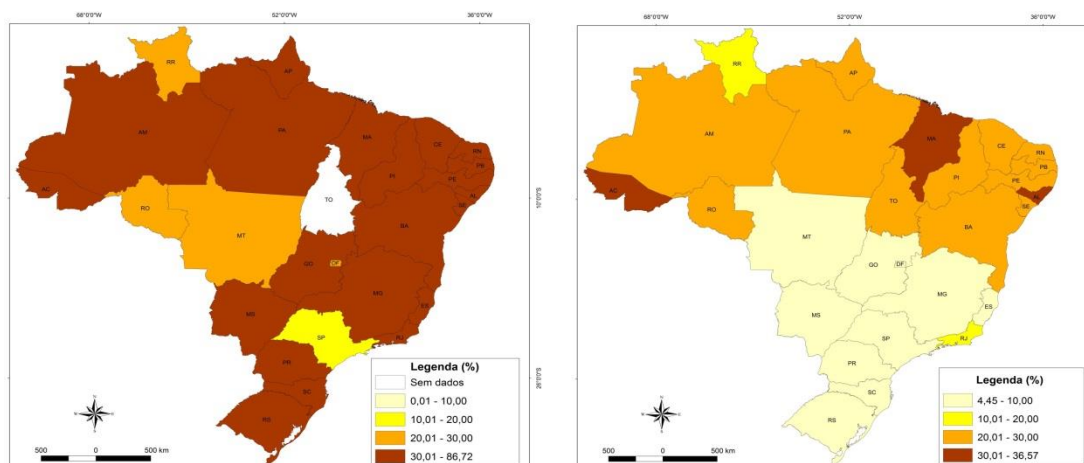 68°0'0"W 52°0'0"W 36°0'0"W
RR
AP
AM
PA
MA
CE
RN
PB
PI
PE
AC
AL
SE
TO
RO
10°0'0"S
BA
MT
GO
DF
MG
ES
MS
SP
RJ
PR
SC
RS
Legenda (%)
Sem dados
0,01 - 10,00
10,01 - 20,00
20,01 - 30,00
30,01 - 86,72
500 0 500 km
68°0'0"W 52°0'0"W 36°0'0"W
RR
AP
AM
PA
MA
CE
RN
PB
PI
PE
AC
AL
SE
TO
RO
10°0'0"S
BA
MT
GO
DF
MG
ES
MS
SP
RJ
PR
SC
RS
Legenda (%)
4,45 - 10,00
10,01 - 20,00
20,01 - 30,00
30,01 - 36,57
500 0 500 km